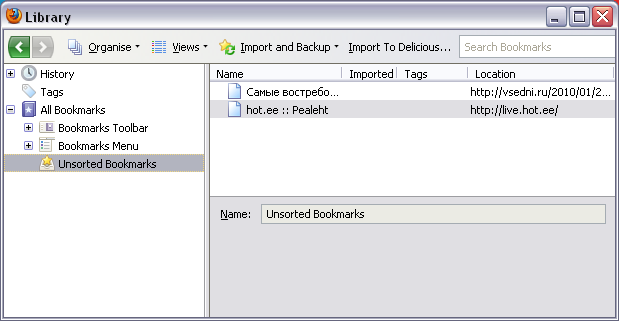 Library
Organise Views Import and Backup Import To Delicious... Search Bookmarks
History
Tags
All Bookmarks
Bookmarks Toolbar
Bookmarks Menu
Unsorted Bookmarks
Name Imported Tags Location
Самые востребо... http://vsedni.ru/2010/01/2...
hot.ee :: Pealeht http://live.hot.ee/
Name: Unsorted Bookmarks